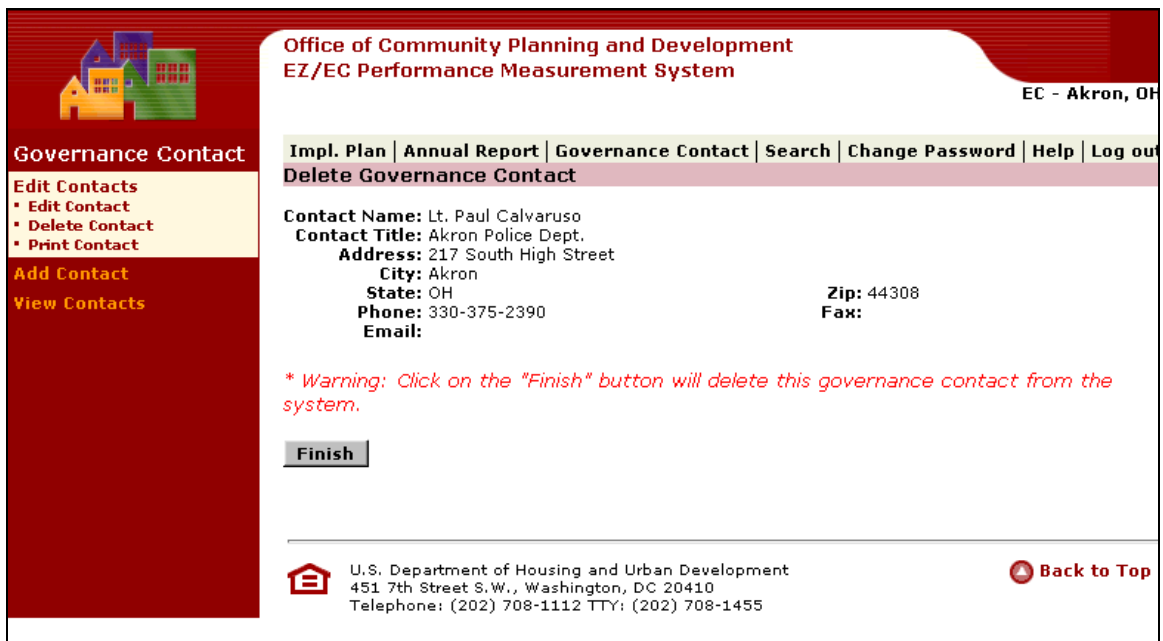 Office of Community Planning and Development
EZ/EC Performance Measurement System
EC - Akron, OH
Governance Contact
Edit Contacts
▪ Edit Contact
▪ Delete Contact
▪ Print Contact
Add Contact
View Contacts
Impl. Plan | Annual Report | Governance Contact | Search | Change Password | Help | Log out
Delete Governance Contact
Contact Name: Lt. Paul Calvaruso
Contact Title: Akron Police Dept.
Address: 217 South High Street
City: Akron
State: OH Zip: 44308
Phone: 330-375-2390 Fax:
Email:
* Warning: Click on the "Finish" button will delete this governance contact from the
system.
Finish
U.S. Department of Housing and Urban Development
451 7th Street S.W., Washington, DC 20410
Telephone: (202) 708-1112 TTY: (202) 708-1455
Back to Top